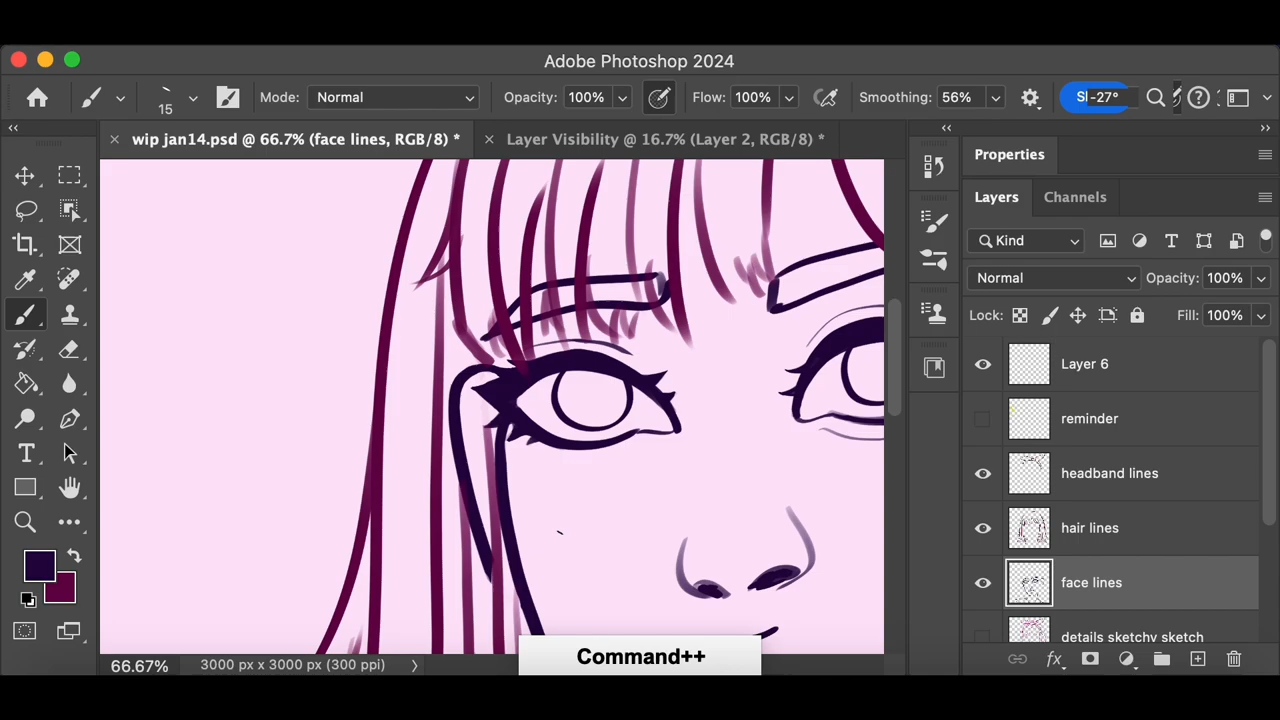 Adobe Photoshop 2024
15 Mode: Normal Opacity: 100% Flow: 100% Smoothing: 56% -27°
wip jan14.psd @ 66.7% (face lines, RGB/8) * Layer Visibility @ 16.7% (Layer 2, RGB/8) *
Properties
Layers Channels
Kind
Normal Opacity: 100%
Lock: Fill: 100%
Layer 6
reminder
headband lines
hair lines
face lines
details sketchy sketch
66.67% 3000 px x 3000 px (300 ppi)
Command++